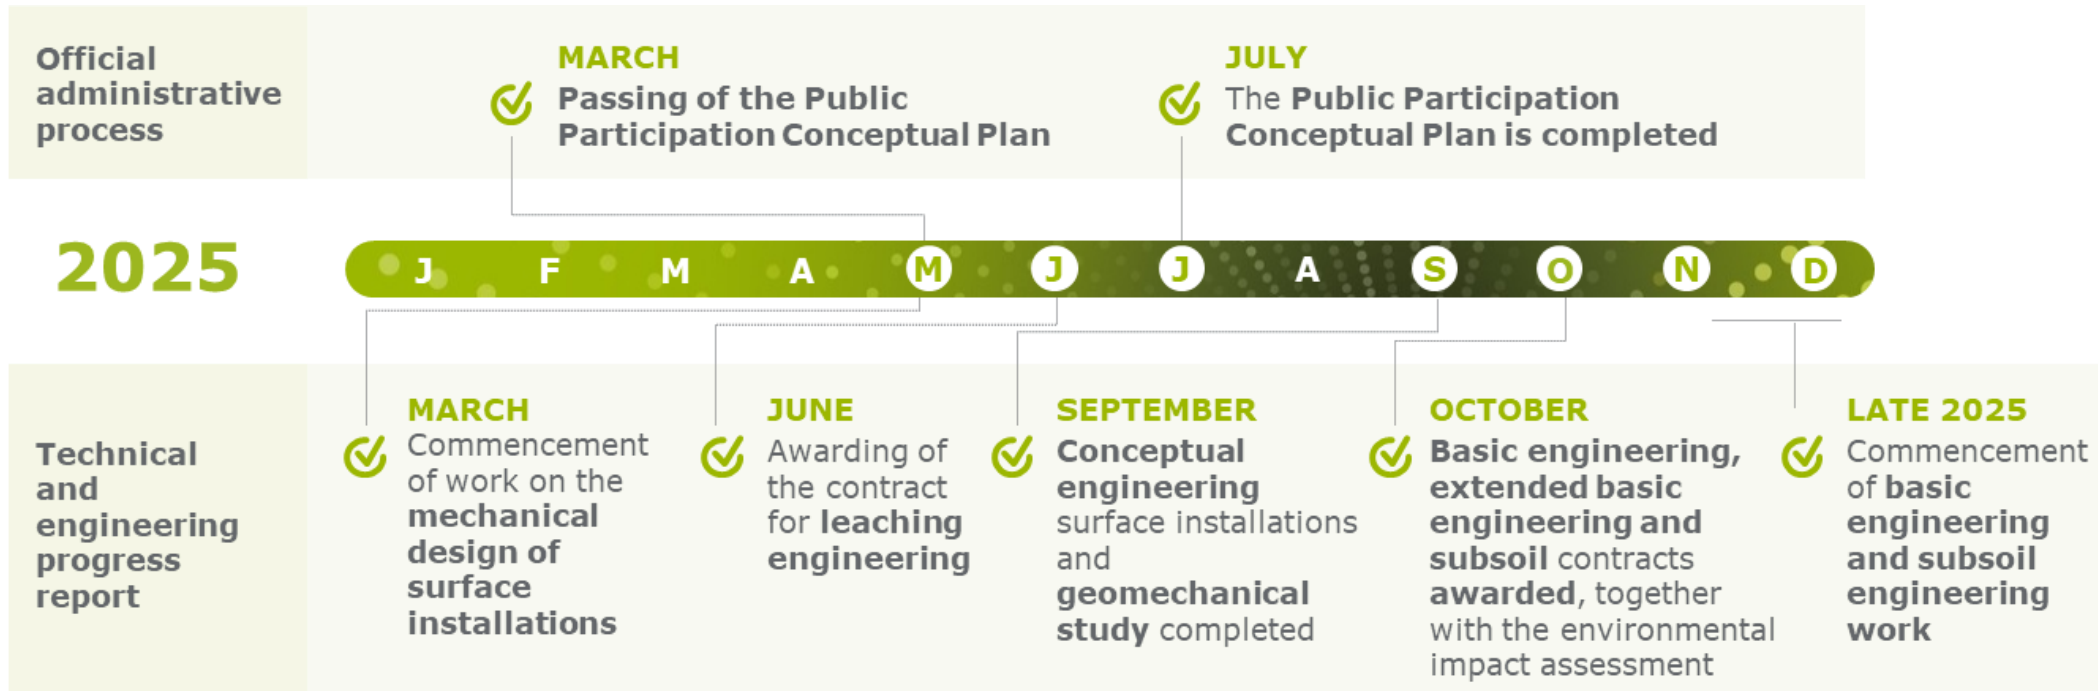 Official
administrative
process
MARCH
Passing of the Public
Participation Conceptual Plan
JULY
The Public Participation
Conceptual Plan is completed
2025
J F M A M J J A S O N D
Technical
and
engineering
progress
report
MARCH
Commencement
of work on the
mechanical
design of
surface
installations
JUNE
Awarding of
the contract
for leaching
engineering
SEPTEMBER
Conceptual
engineering
surface installations
and
geomechanical
study completed
OCTOBER
Basic engineering,
extended basic
engineering and
subsoil contracts
awarded, together
with the environmental
impact assessment
LATE 2025
Commencement
of basic
engineering
and subsoil
engineering
work